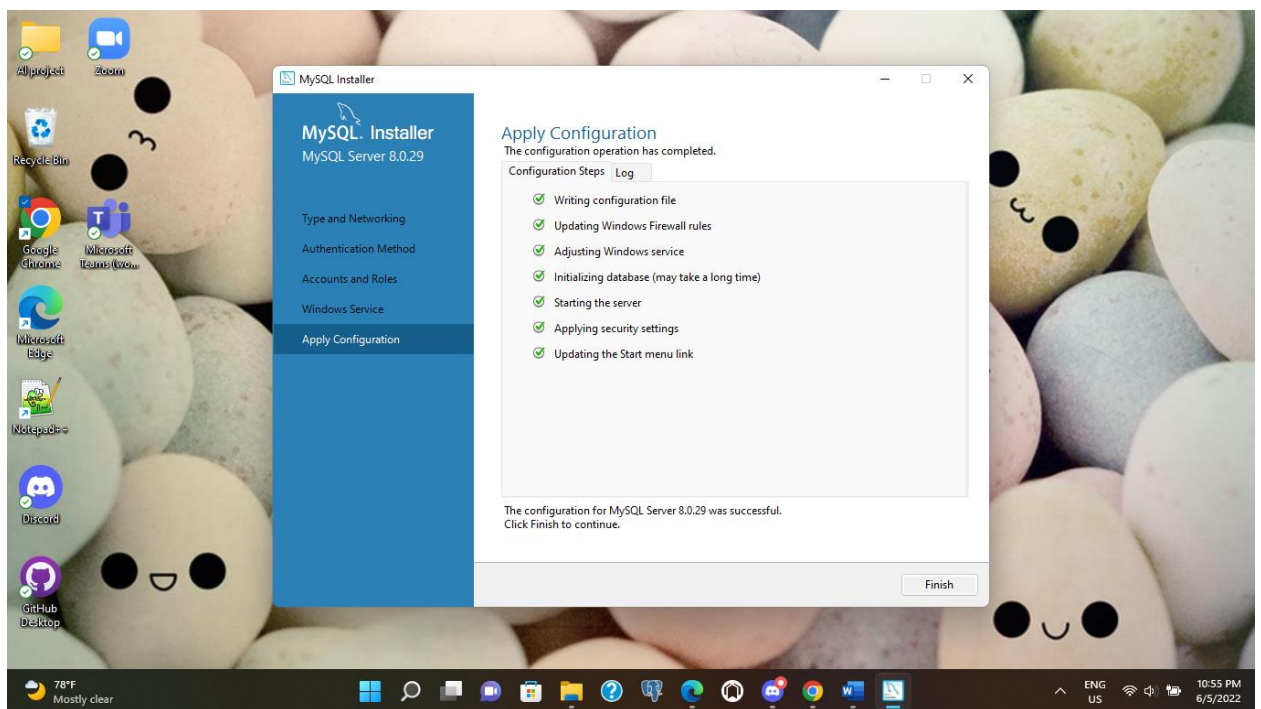 AI project
Zoom
Recycle Bin
Google
Chrome
Microsoft
Teams (wo...
Microsoft
Edge
Notepad++
Discord
GitHub
Desktop
MySQL Installer
MySQL. Installer
MySQL Server 8.0.29
Type and Networking
Authentication Method
Accounts and Roles
Windows Service
Apply Configuration
Apply Configuration
The configuration operation has completed.
Configuration Steps
Log
Writing configuration file
Updating Windows Firewall rules
Adjusting Windows service
Initializing database (may take a long time)
Starting the server
Applying security settings
Updating the Start menu link
The configuration for MySQL Server 8.0.29 was successful.
Click Finish to continue.
Finish
78°F
Mostly clear
ENG
US
10:55 PM
6/5/2022